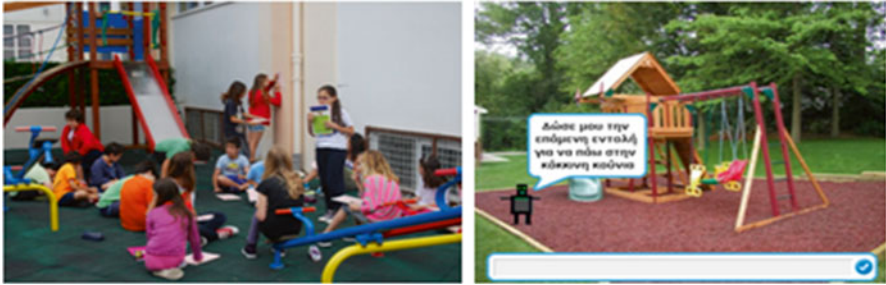 Δώσε μου την
επόμενη εντολή
για να πάω στην
κόκκινη κούνια